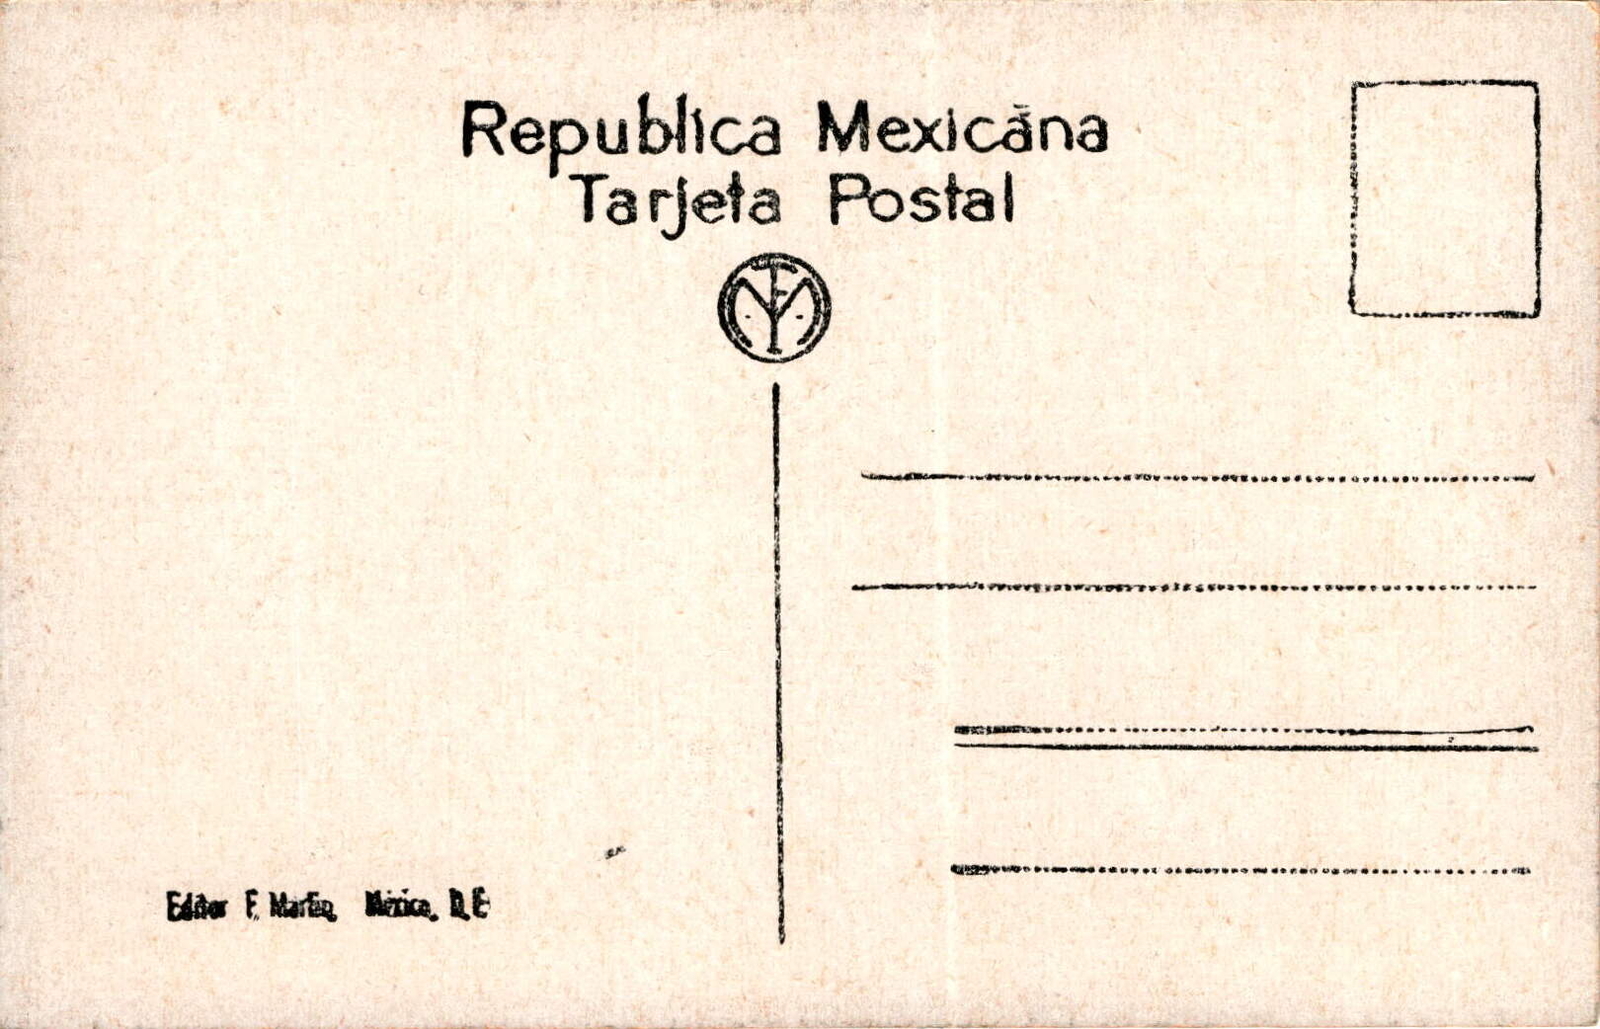 Republica Mexicana
Tarjeta Postal
Editor F. Martin, México, D.F.